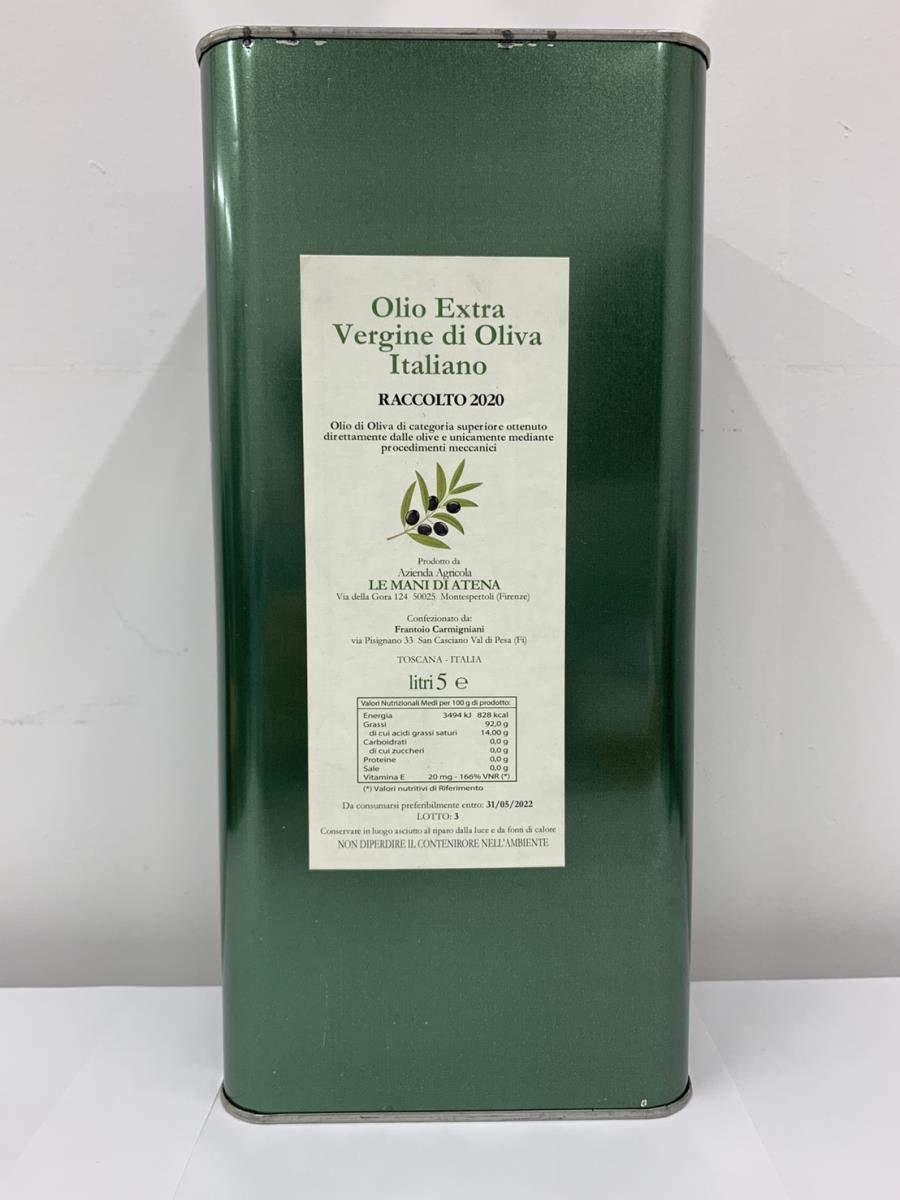 Olio Extra
Vergine di Oliva
Italiano
RACCOLTO 2020
Olio di Oliva di categoria superiore ottenuto
direttamente dalle olive e unicamente mediante
procedimenti meccanici
Prodotto da
Azienda Agricola
LE MANI DI ATENA
Via della Gora 124 50025 Montespertoli (Firenze)
Confezionato da:
Frantoio Carmigniani
via Pisignano 33 San Casciano Val di Pesa (Fi)
TOSCANA - ITALIA
litri 5 e
Valori Nutrizionali Medi per 100 g di prodotto:
Energia 3494 kJ 828 kcal
Grassi 92,0 g
di cui acidi grassi saturi 14,00 g
Carboidrati 0,0 g
di cui zuccheri 0,0 g
Proteine 0,0 g
Sale 0,0 g
Vitamina E 20 mg - 166% VNR (*)
(*) Valori nutritivi di Riferimento
Da consumarsi preferibilmente entro: 31/05/2022
LOTTO: 3
Conservare in luogo asciutto al riparo dalla luce e da fonti di calore
NON DIPERDIRE IL CONTENIRORE NELL'AMBIENTE